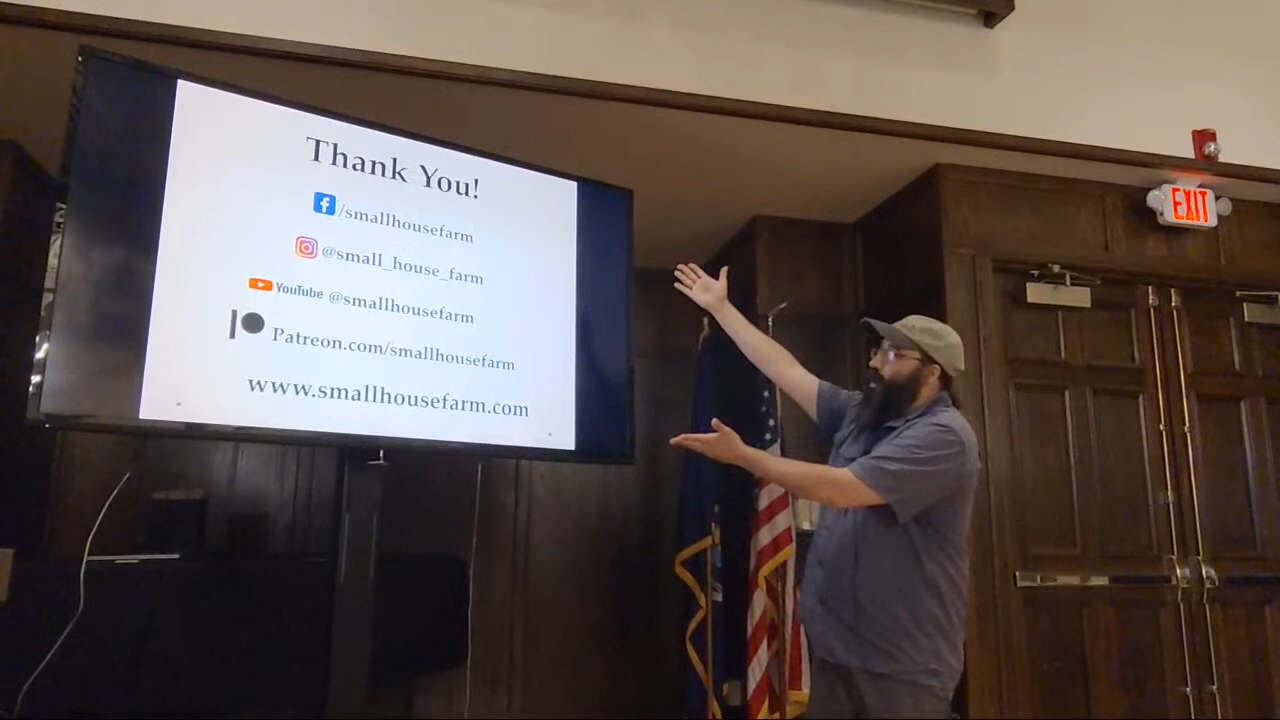 Thank You!
/smallhousefarm
@small_house_farm
YouTube @smallhousefarm
Patreon.com/smallhousefarm
www.smallhousefarm.com
EXIT